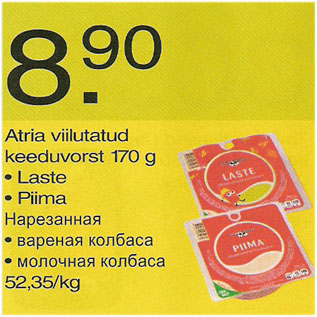 8.90
Atria viilutatud
keeduvorst 170 g
• Laste
• Piima
Нарезанная
• вареная колбаса
• молочная колбаса
52,35/kg
LASTE
PIIMA